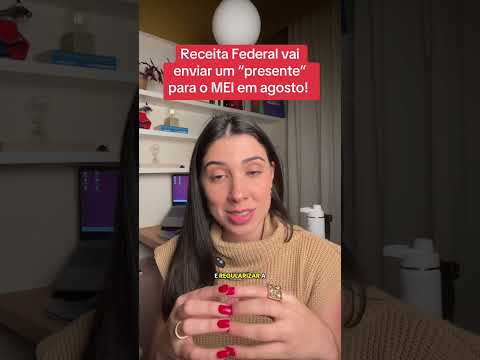 Receita Federal vai
enviar um “presente”
para o MEI em agosto!
E REGULARIZAR A